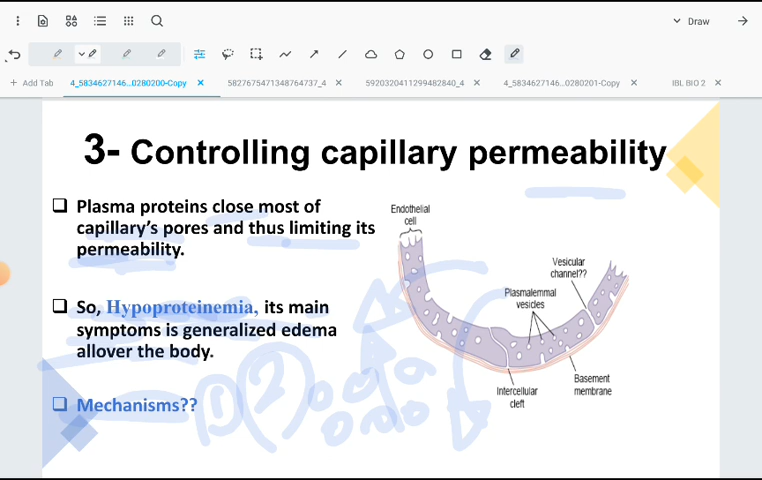 Draw
Add Tab
4_5834627146...0280200-Copy
5827675471348764737_4
5920320411299482840_4
4_5834627146...0280201-Copy
IBL BIO 2
3- Controlling capillary permeability
Plasma proteins close most of
capillary's pores and thus limiting its
permeability.
So, Hypoproteinemia, its main
symptoms is generalized edema
allover the body.
Mechanisms??
Endothelial
cell
Vesicular
channel??
Plasmalemmal
vesicles
Basement
membrane
Intercellular
cleft
1
2